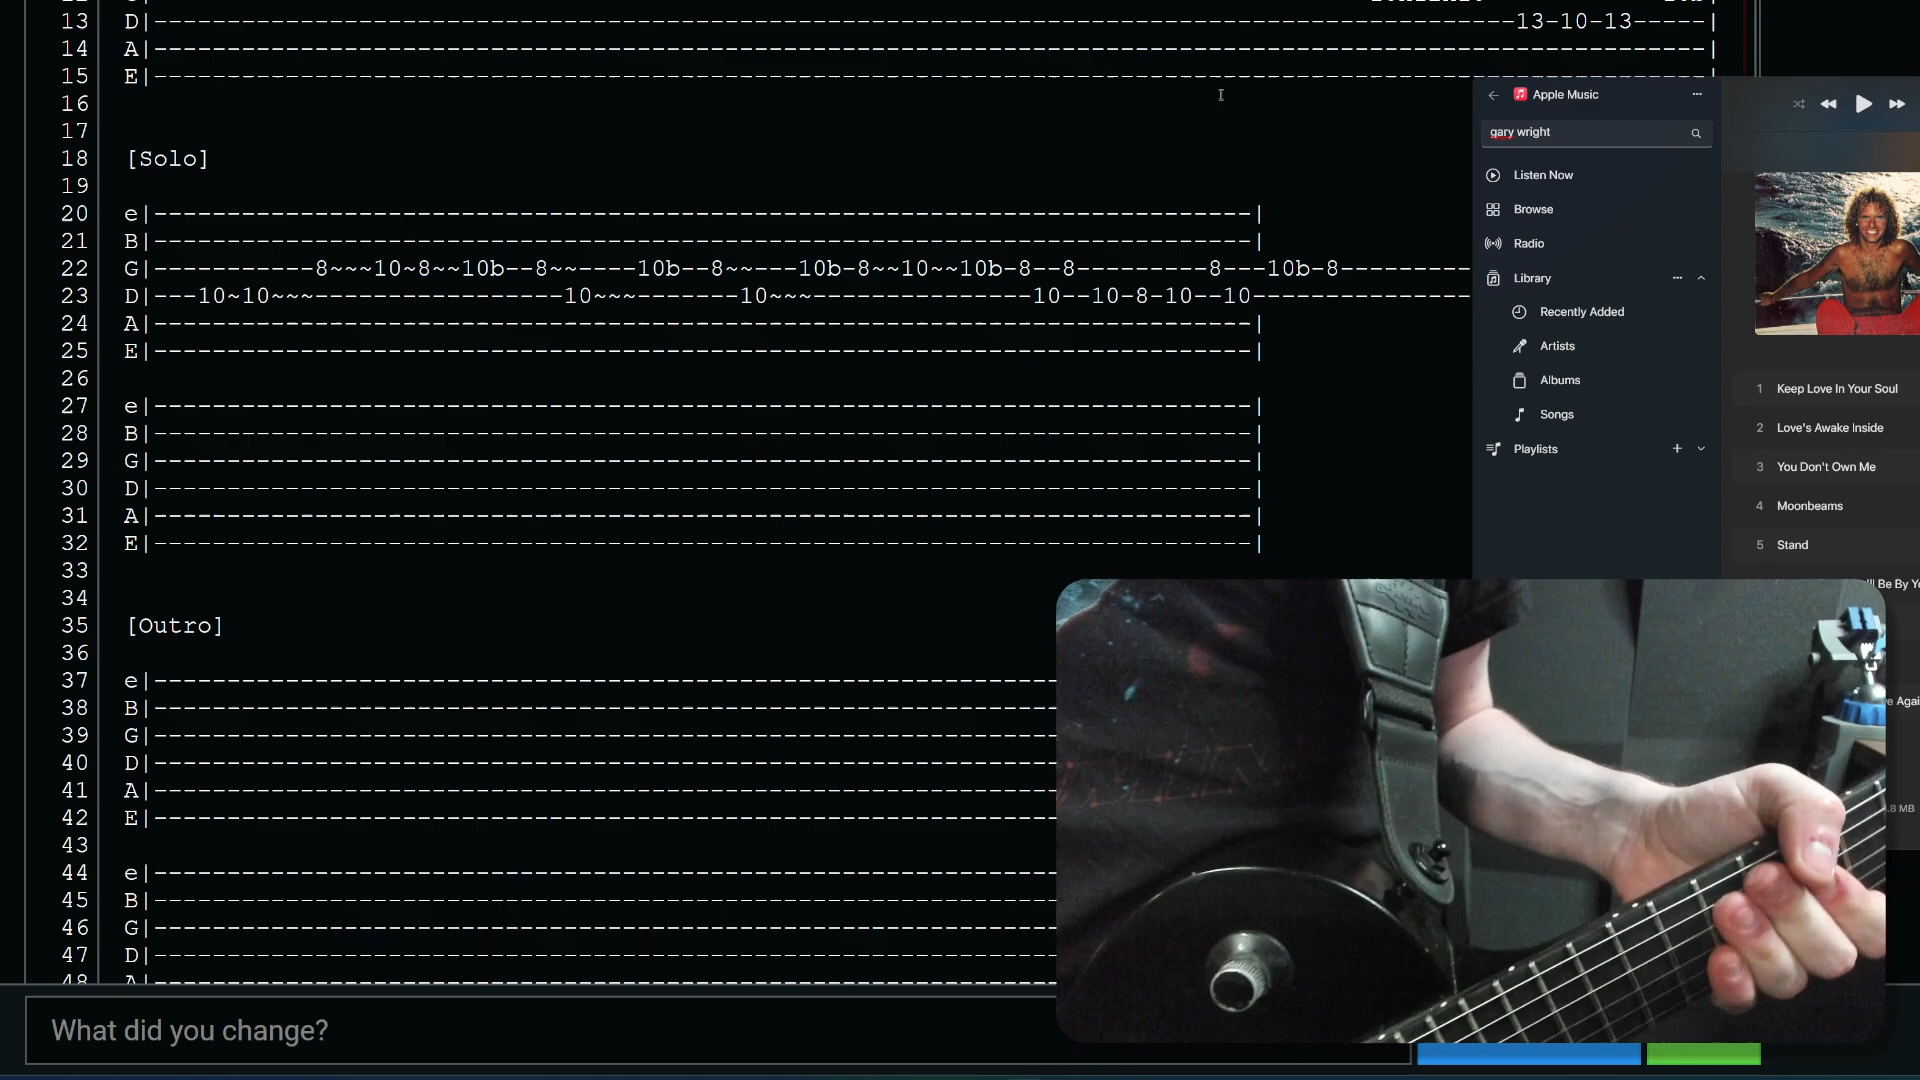 13 D|----------------------------------------------------------------------------------------------13-10-13-----|
14 A|-----------------------------------------------------------------------------------------------------------|
15 E|-----------------------------------------------------------------------------------------------------------|
16
17
18 [Solo]
19
20 e|---------------------------------------------------------------------------|
21 B|---------------------------------------------------------------------------|
22 G|-----------8~~~10~8~~10b--8~~----10b--8~~---10b-8~~10~~10b-8--8---------8---10b-8---------
23 D|---10~10~~~-----------------10~~~-------10~~~---------------10--10-8-10--10---------------
24 A|---------------------------------------------------------------------------|
25 E|---------------------------------------------------------------------------|
26
27 e|---------------------------------------------------------------------------|
28 B|---------------------------------------------------------------------------|
29 G|---------------------------------------------------------------------------|
30 D|---------------------------------------------------------------------------|
31 A|---------------------------------------------------------------------------|
32 E|---------------------------------------------------------------------------|
33
34
35 [Outro]
36
37 e|--------------------------------------------------------------
38 B|--------------------------------------------------------------
39 G|--------------------------------------------------------------
40 D|--------------------------------------------------------------
41 A|--------------------------------------------------------------
42 E|--------------------------------------------------------------
43
44 e|--------------------------------------------------------------
45 B|--------------------------------------------------------------
46 G|--------------------------------------------------------------
47 D|--------------------------------------------------------------
48 A|--------------------------------------------------------------
What did you change?
Apple Music
gary wright
Listen Now
Browse
Radio
Library
Recently Added
Artists
Albums
Songs
Playlists
1 Keep Love In Your Soul
2 Love's Awake Inside
3 You Don't Own Me
4 Moonbeams
5 Stand
Be By
.8 MB